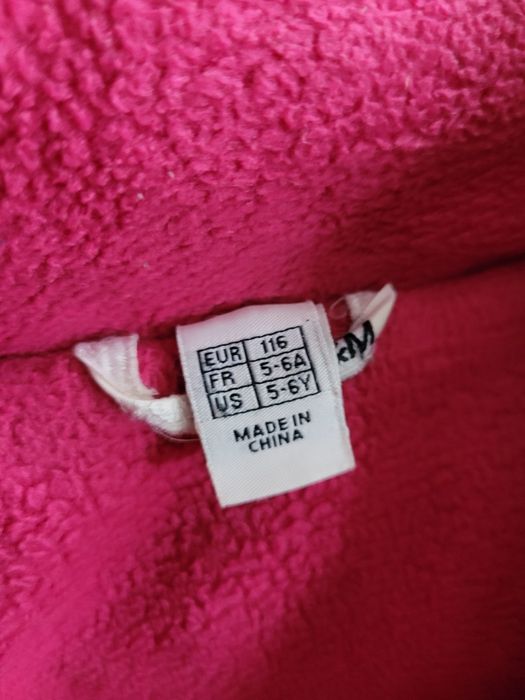 EUR 116
FR 5-6A
US 5-6Y
MADE IN
CHINA